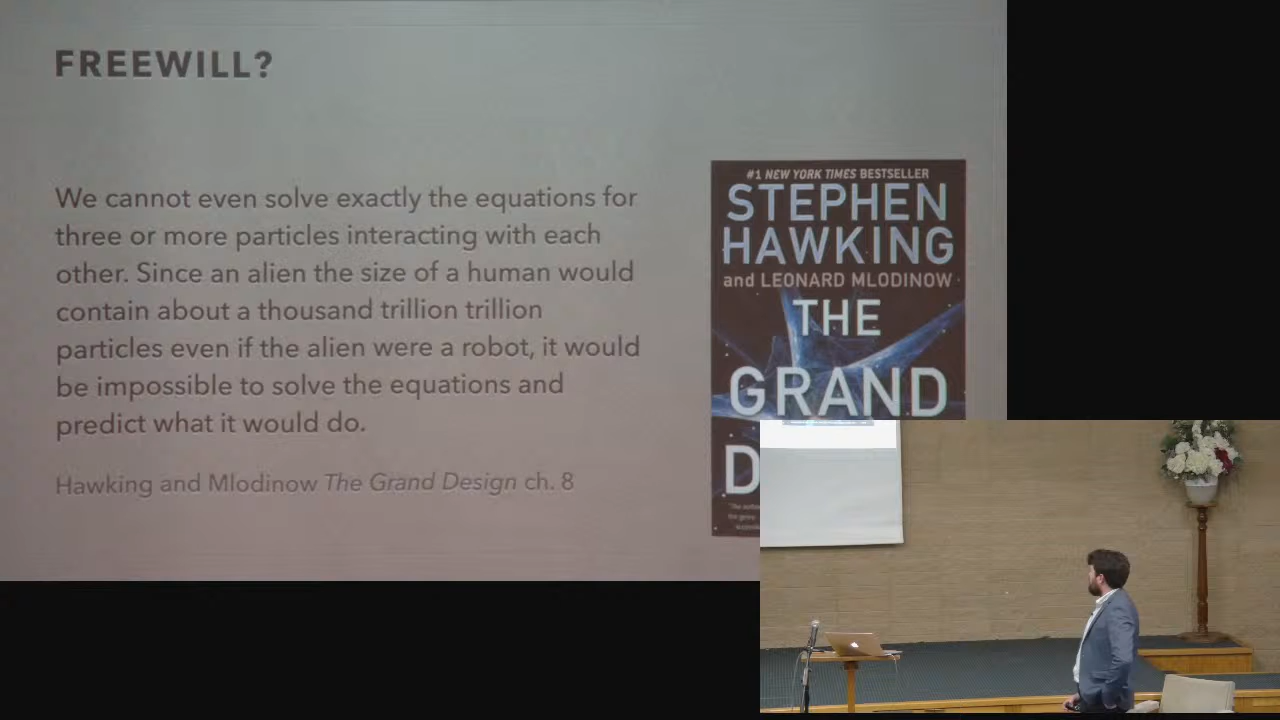 FREEWILL?
We cannot even solve exactly the equations for
three or more particles interacting with each
other. Since an alien the size of a human would
contain about a thousand trillion trillion
particles even if the alien were a robot, it would
be impossible to solve the equations and
predict what it would do.
Hawking and Mlodinow The Grand Design ch. 8
#1 NEW YORK TIMES BESTSELLER
STEPHEN
HAWKING
and LEONARD MLODINOW
THE
GRAND
D